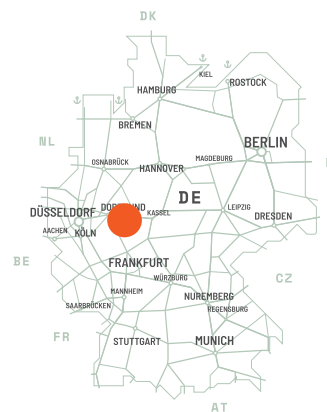 DK
KIEL
ROSTOCK
HAMBURG
BREMEN
NL
BERLIN
OSNABRÜCK
MAGDEBURG
HANNOVER
DE
DÜSSELDORF
KASSEL
LEIPZIG
DRESDEN
AACHEN
KÖLN
BE
FRANKFURT
WÜRZBURG
CZ
MANNHEIM
NUREMBERG
SAARBRÜCKEN
REGENSBURG
FR
STUTTGART
MUNICH
AT